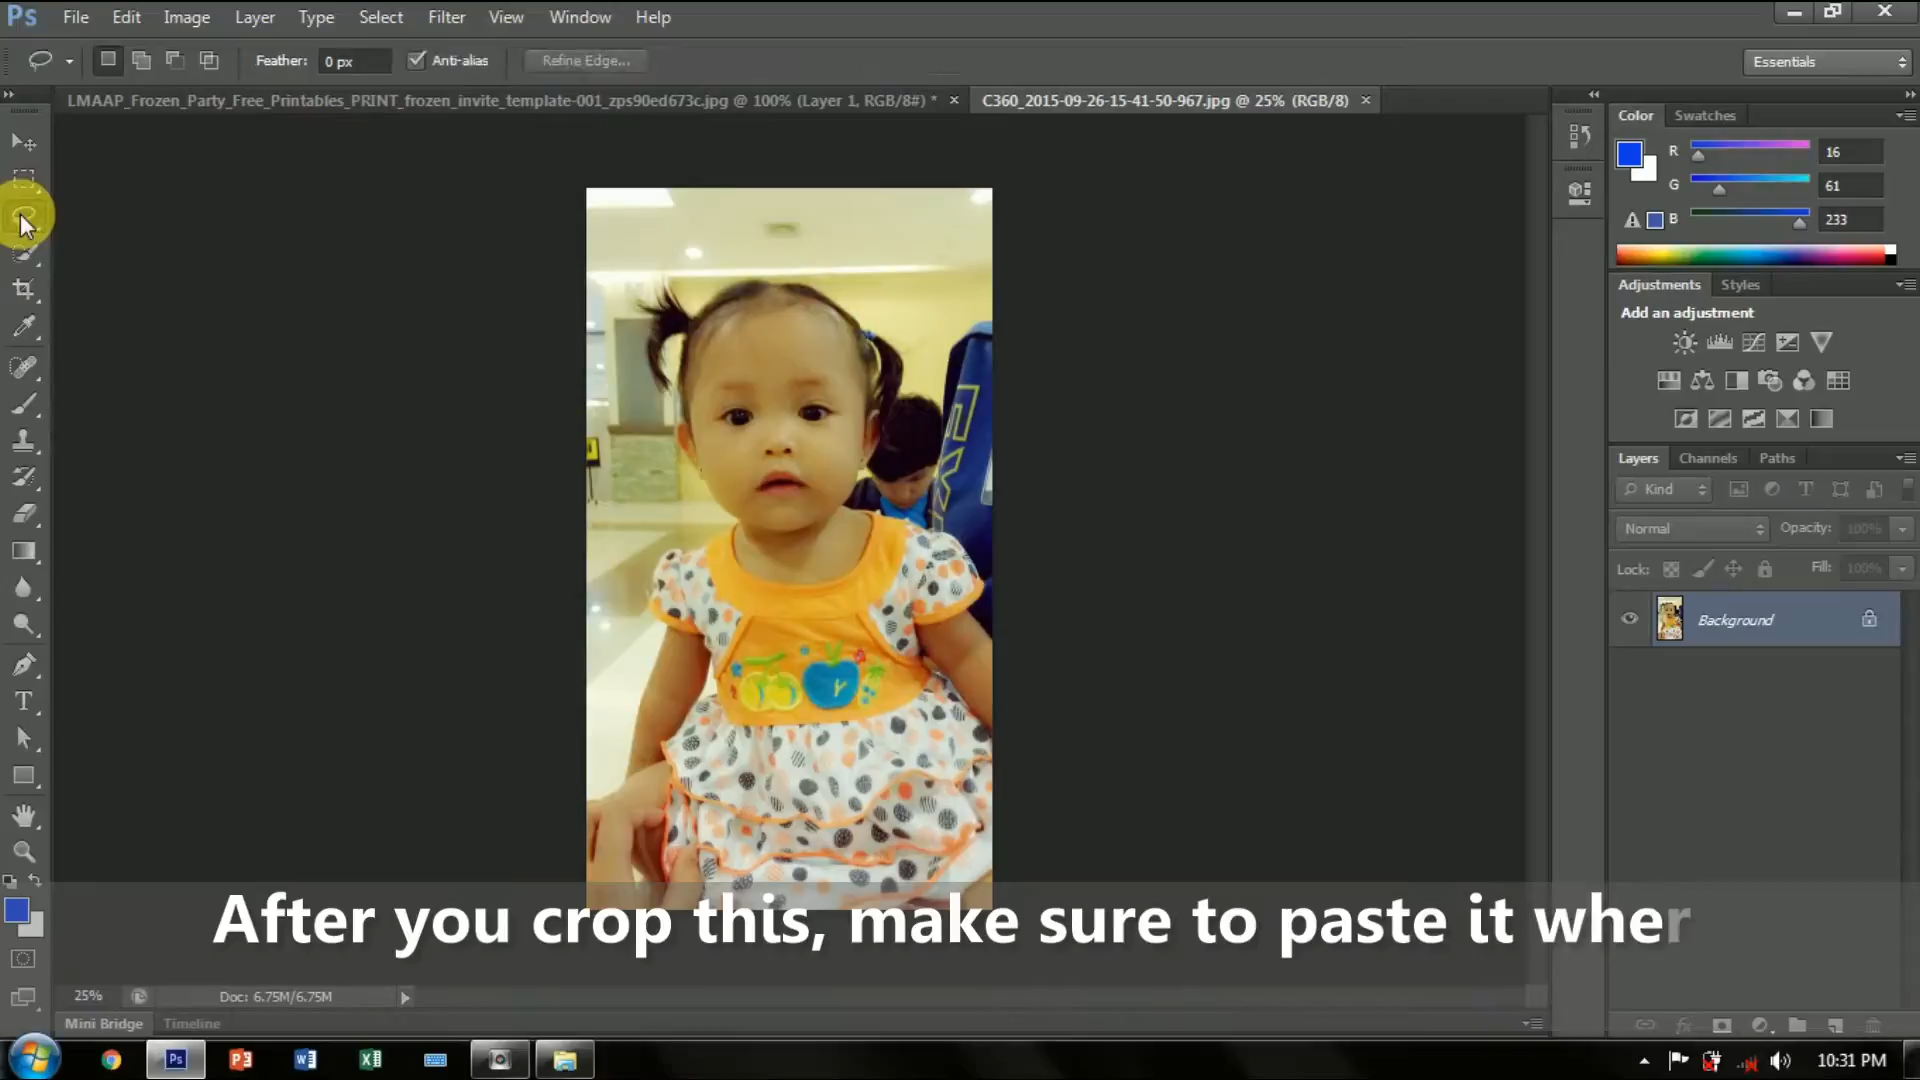 Ps File Edit Image Layer Type Select Filter View Window Help
Feather: 0 px Anti-alias Refine Edge... Essentials
LMAAP_Frozen_Party_Free_Printables_PRINT_frozen_invite_template-001_zps90ed673c.jpg @ 100% (Layer 1, RGB/8#) * × C360_2015-09-26-15-41-50-967.jpg @ 25% (RGB/8) ×
Color Swatches
R 16
G 61
B 233
Adjustments Styles
Add an adjustment
Layers Channels Paths
Kind
Normal Opacity: 100%
Lock: Fill: 100%
Background
After you crop this, make sure to paste it wher
25% Doc: 6.75M/6.75M
Mini Bridge Timeline
Ps 10:31 PM